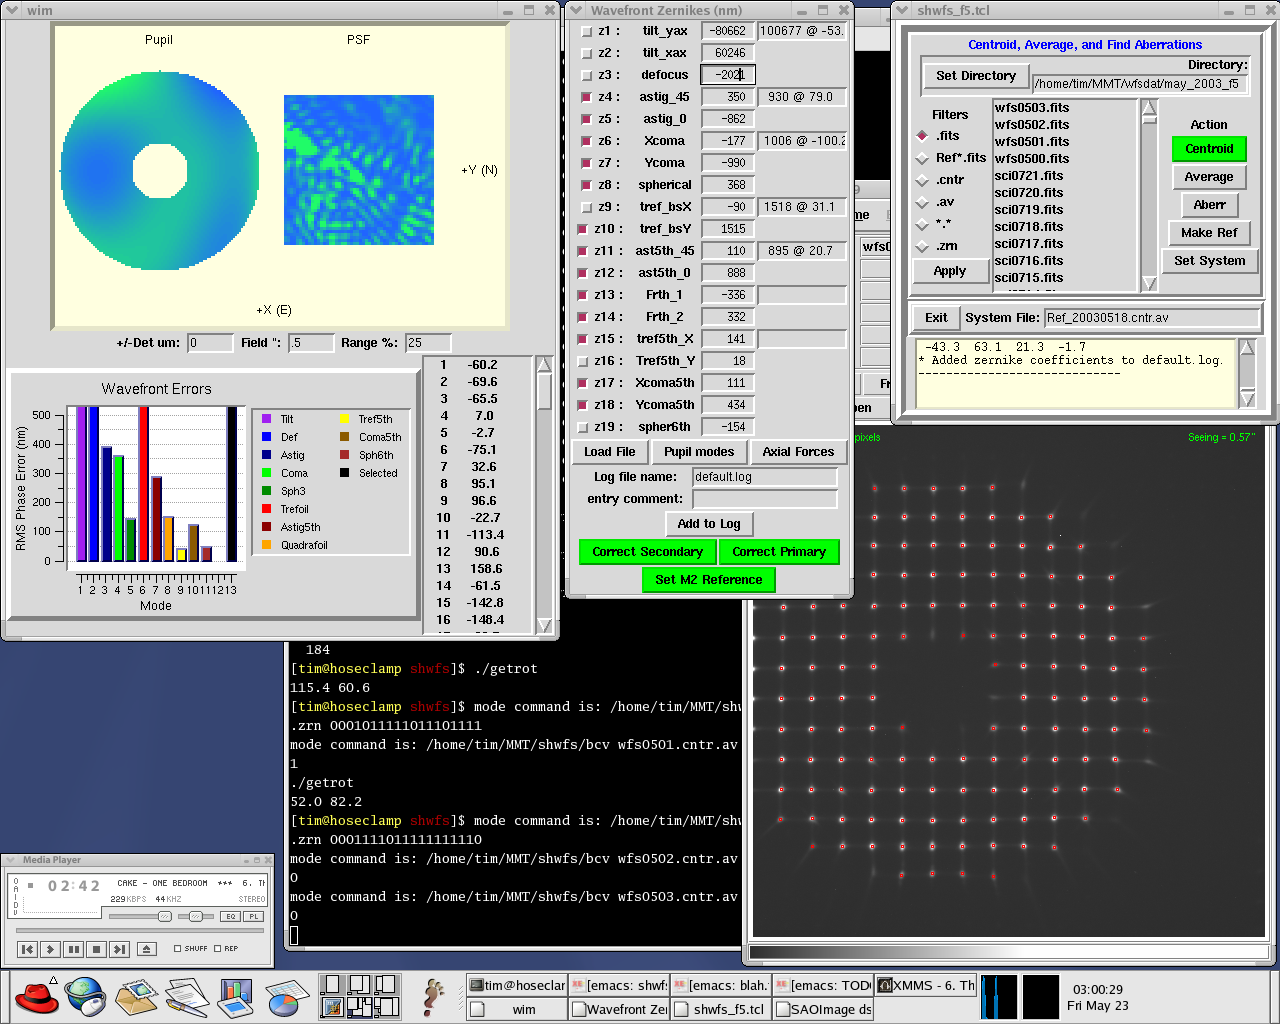 wim
Pupil
PSF
+Y (N)
+X (E)
+/-Det um: 0 Field ": .5 Range %: 25
Wavefront Errors
RMS Phase Error (nm)
500
400
300
200
100
0
1 2 3 4 5 6 7 8 9 10 11 12 13
Mode
Tilt
Def
Astig
Coma
Sph3
Trefoil
Astig5th
Quadrafoil
Tref5th
Coma5th
Sph6th
Selected
1 -60.2
2 -69.6
3 -65.5
4 7.0
5 -2.7
6 -75.1
7 32.6
8 95.1
9 96.6
10 -22.7
11 -113.4
12 90.6
13 158.6
14 -61.5
15 -142.8
16 -148.4
Wavefront Zernikes (nm)
z1 : tilt_yax -80662 100677 @ -53.
z2 : tilt_xax 60246
z3 : defocus -2021
z4 : astig_45 350 930 @ 79.0
z5 : astig_0 -862
z6 : Xcoma -177 1006 @ -100.2
z7 : Ycoma -990
z8 : spherical 368
z9 : tref_bsX -90 1518 @ 31.1
z10 : tref_bsY 1515
z11 : ast5th_45 110 895 @ 20.7
z12 : ast5th_0 888
z13 : Frth_1 -336
z14 : Frth_2 332
z15 : tref5th_X 141
z16 : Tref5th_Y 18
z17 : Xcoma5th 111
z18 : Ycoma5th 434
z19 : spher6th -154
Load File Pupil modes Axial Forces
Log file name: default.log
entry comment:
Add to Log
Correct Secondary Correct Primary
Set M2 Reference
shwfs_f5.tcl
Centroid, Average, and Find Aberrations
Set Directory
Directory:
/home/tim/MMT/wfsdat/may_2003_f5
Filters
.fits
Ref*.fits
.cntr
.av
*.*
.zrn
Apply
wfs0503.fits
wfs0502.fits
wfs0501.fits
wfs0500.fits
sci0721.fits
sci0720.fits
sci0719.fits
sci0718.fits
sci0717.fits
sci0716.fits
sci0715.fits
Action
Centroid
Average
Aberr
Make Ref
Set System
Exit System File: Ref_20030518.cntr.av
-43.3 63.1 21.3 -1.7
* Added zernike coefficients to default.log.
-----------------------------
pixels
Seeing = 0.57"
184
[tim@hoseclamp shwfs]$ ./getrot
115.4 60.6
[tim@hoseclamp shwfs]$ mode command is: /home/tim/MMT/shw
.zrn 0001011111011101111
mode command is: /home/tim/MMT/shwfs/bcv wfs0501.cntr.av
1
./getrot
52.0 82.2
[tim@hoseclamp shwfs]$ mode command is: /home/tim/MMT/shw
.zrn 0001111011111111110
mode command is: /home/tim/MMT/shwfs/bcv wfs0502.cntr.av
0
mode command is: /home/tim/MMT/shwfs/bcv wfs0503.cntr.av
0
Media Player
02:42
CAKE - ONE BEDROOM *** 6. TH
229 KBPS 44 KHZ STEREO
EQ PL
SHUFF REP
tim@hoseclar
[emacs: shwfs
[emacs: blah.
[emacs: TODO
XMMS - 6. Th
wim
Wavefront Zer
shwfs_f5.tcl
SAOImage ds
03:00:29
Fri May 23